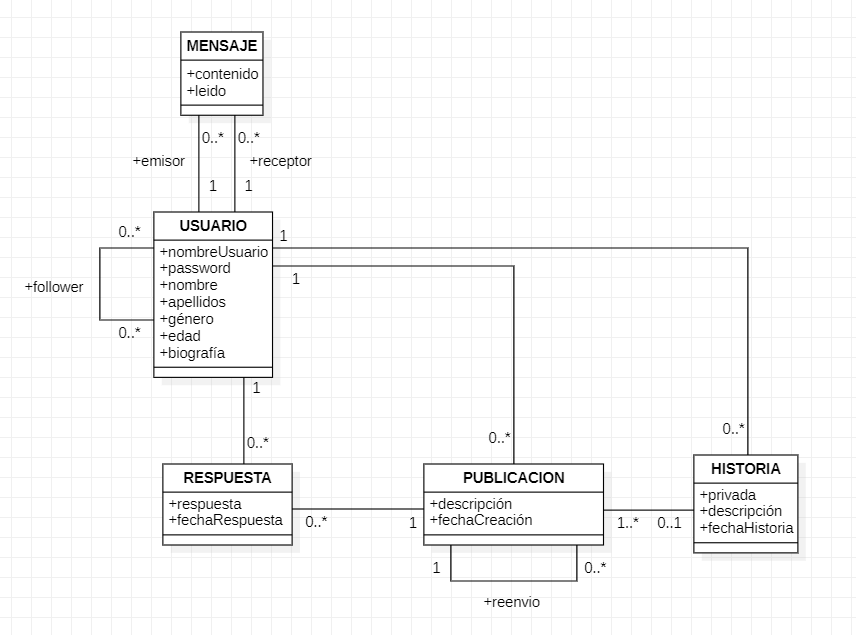 MENSAJE
+contenido
+leido
0..* 0..*
+emisor +receptor
1 1
USUARIO
+nombreUsuario
+password
+nombre
+apellidos
+género
+edad
+biografía
0..*
+follower
0..*
1
1
1
0..*
0..*
0..*
RESPUESTA
+respuesta
+fechaRespuesta
0..* 1
PUBLICACION
+descripción
+fechaCreación
1..* 0..1
HISTORIA
+privada
+descripción
+fechaHistoria
1 0..*
+reenvio